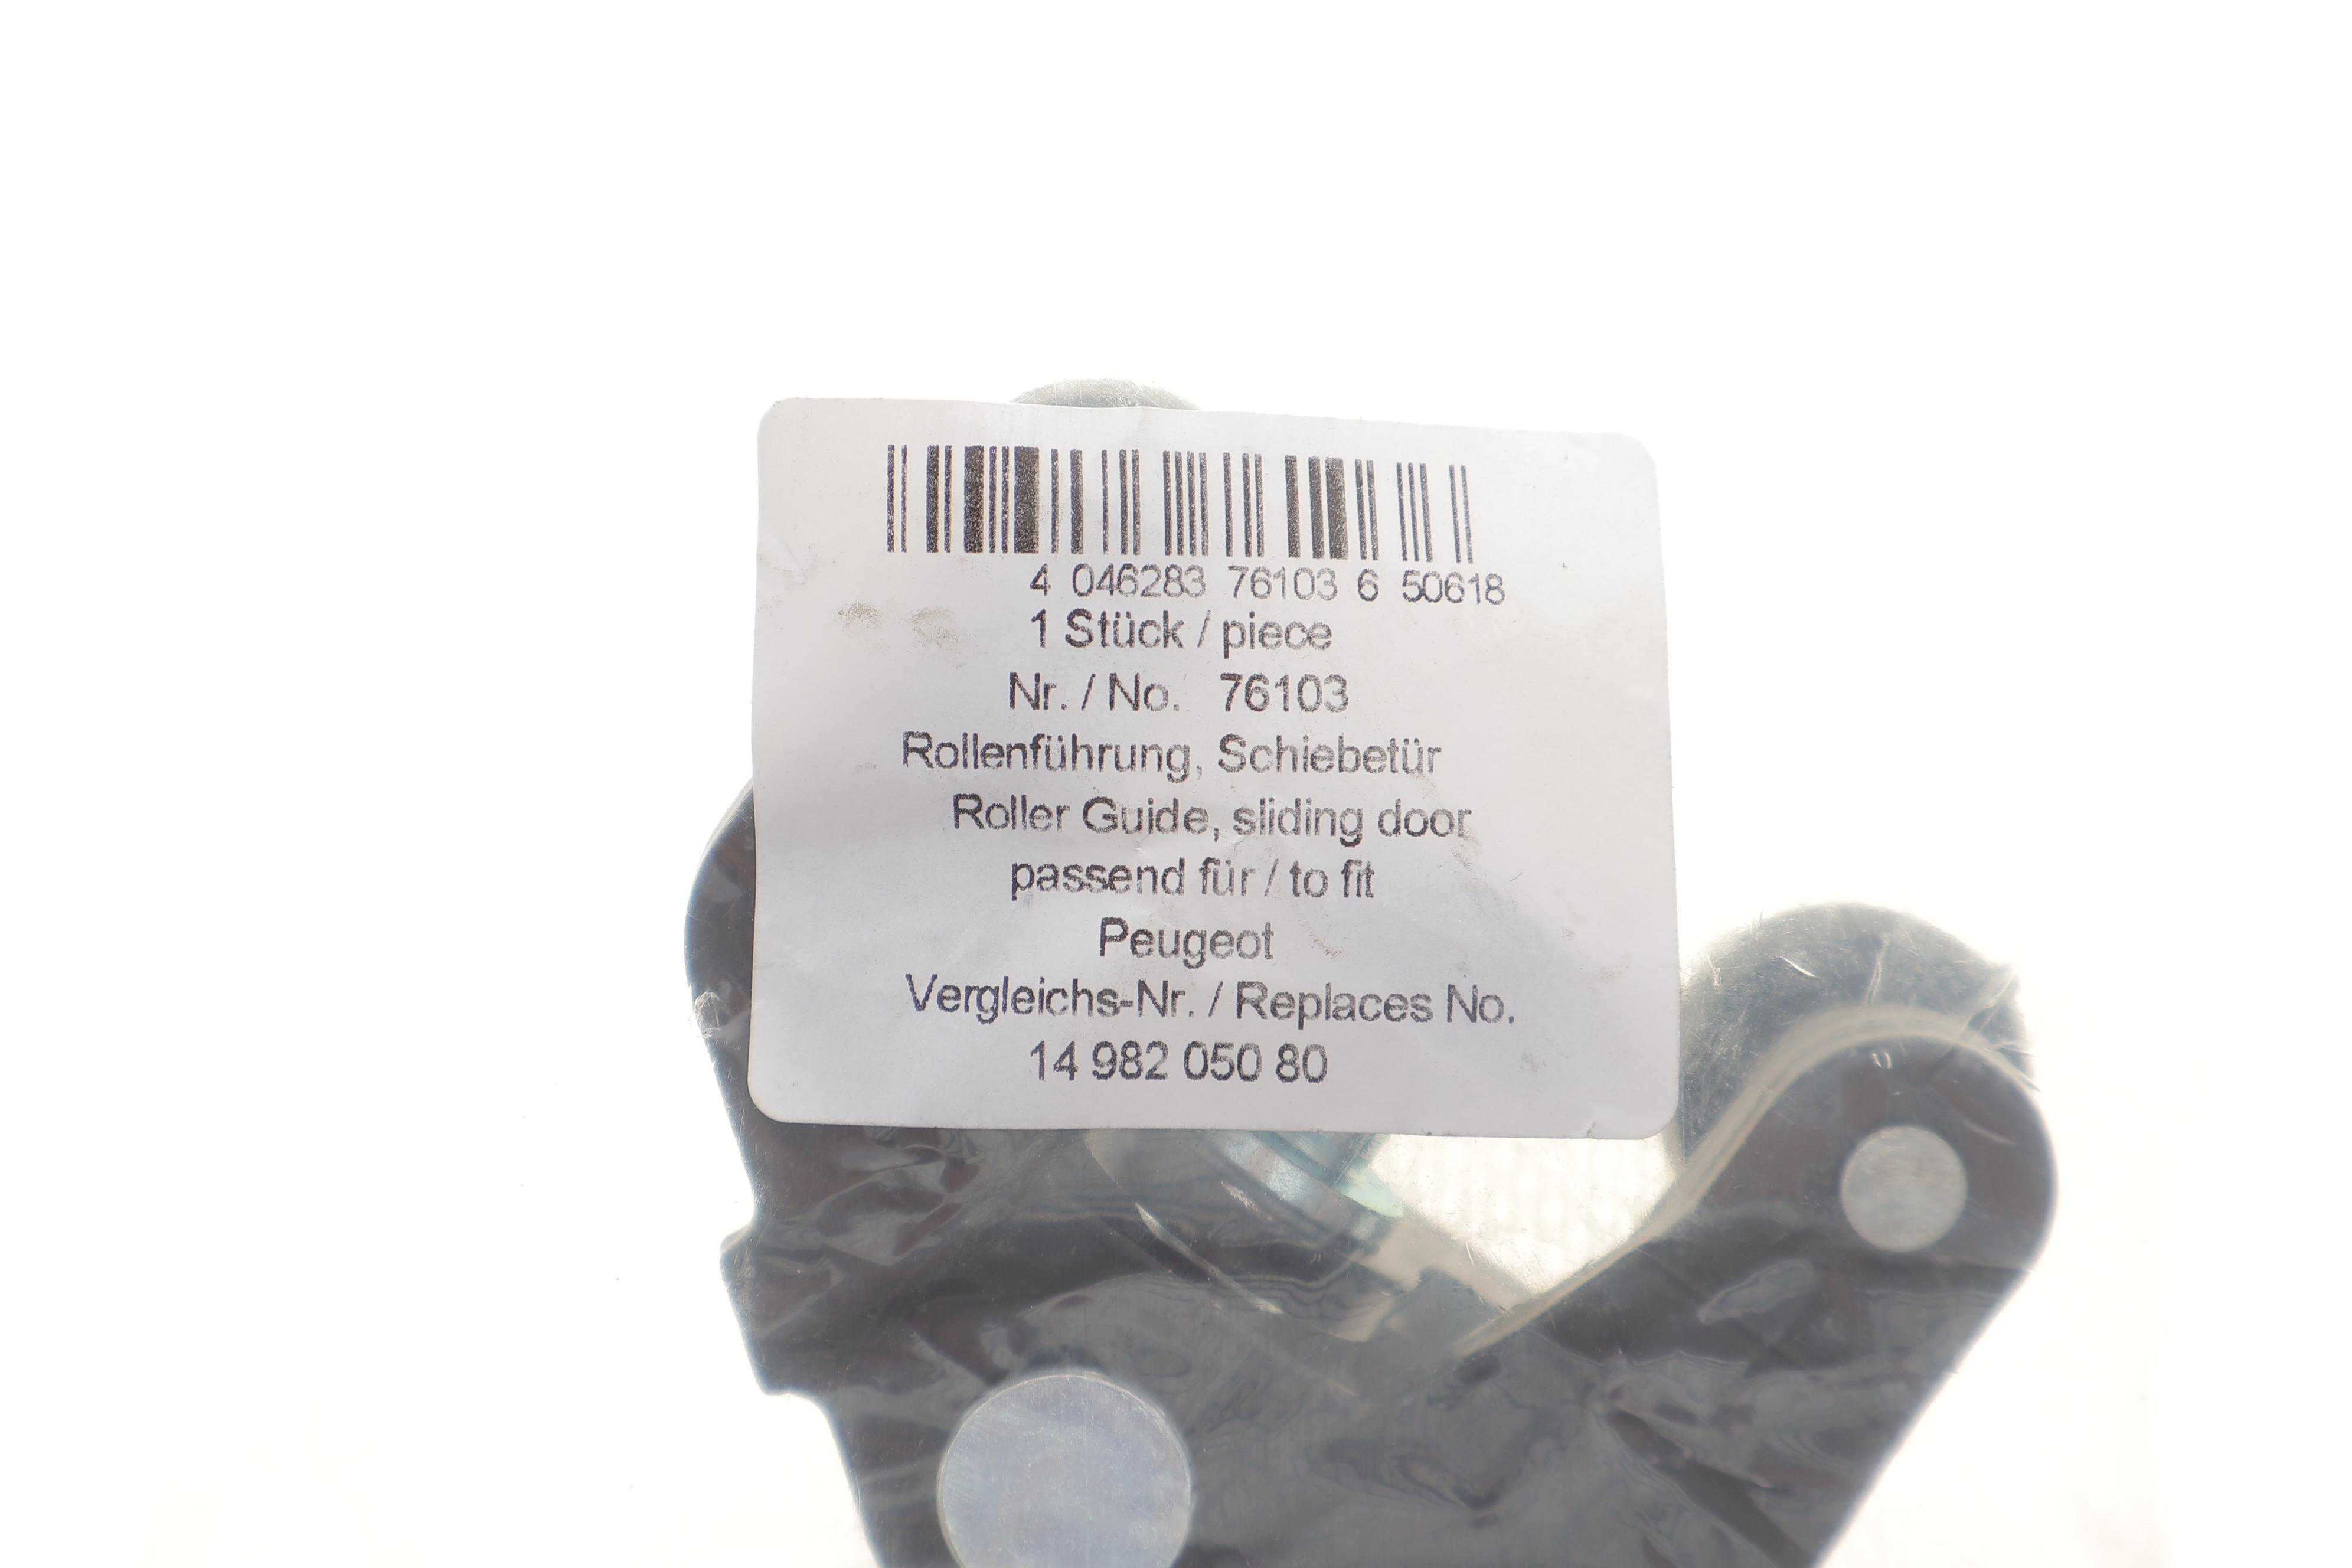 4 046283 76103 6 50618
1 Stück / piece
Nr. / No. 76103
Rollenführung, Schiebetür
Roller Guide, sliding door
passend für / to fit
Peugeot
Vergleichs-Nr. / Replaces No.
14 982 050 80